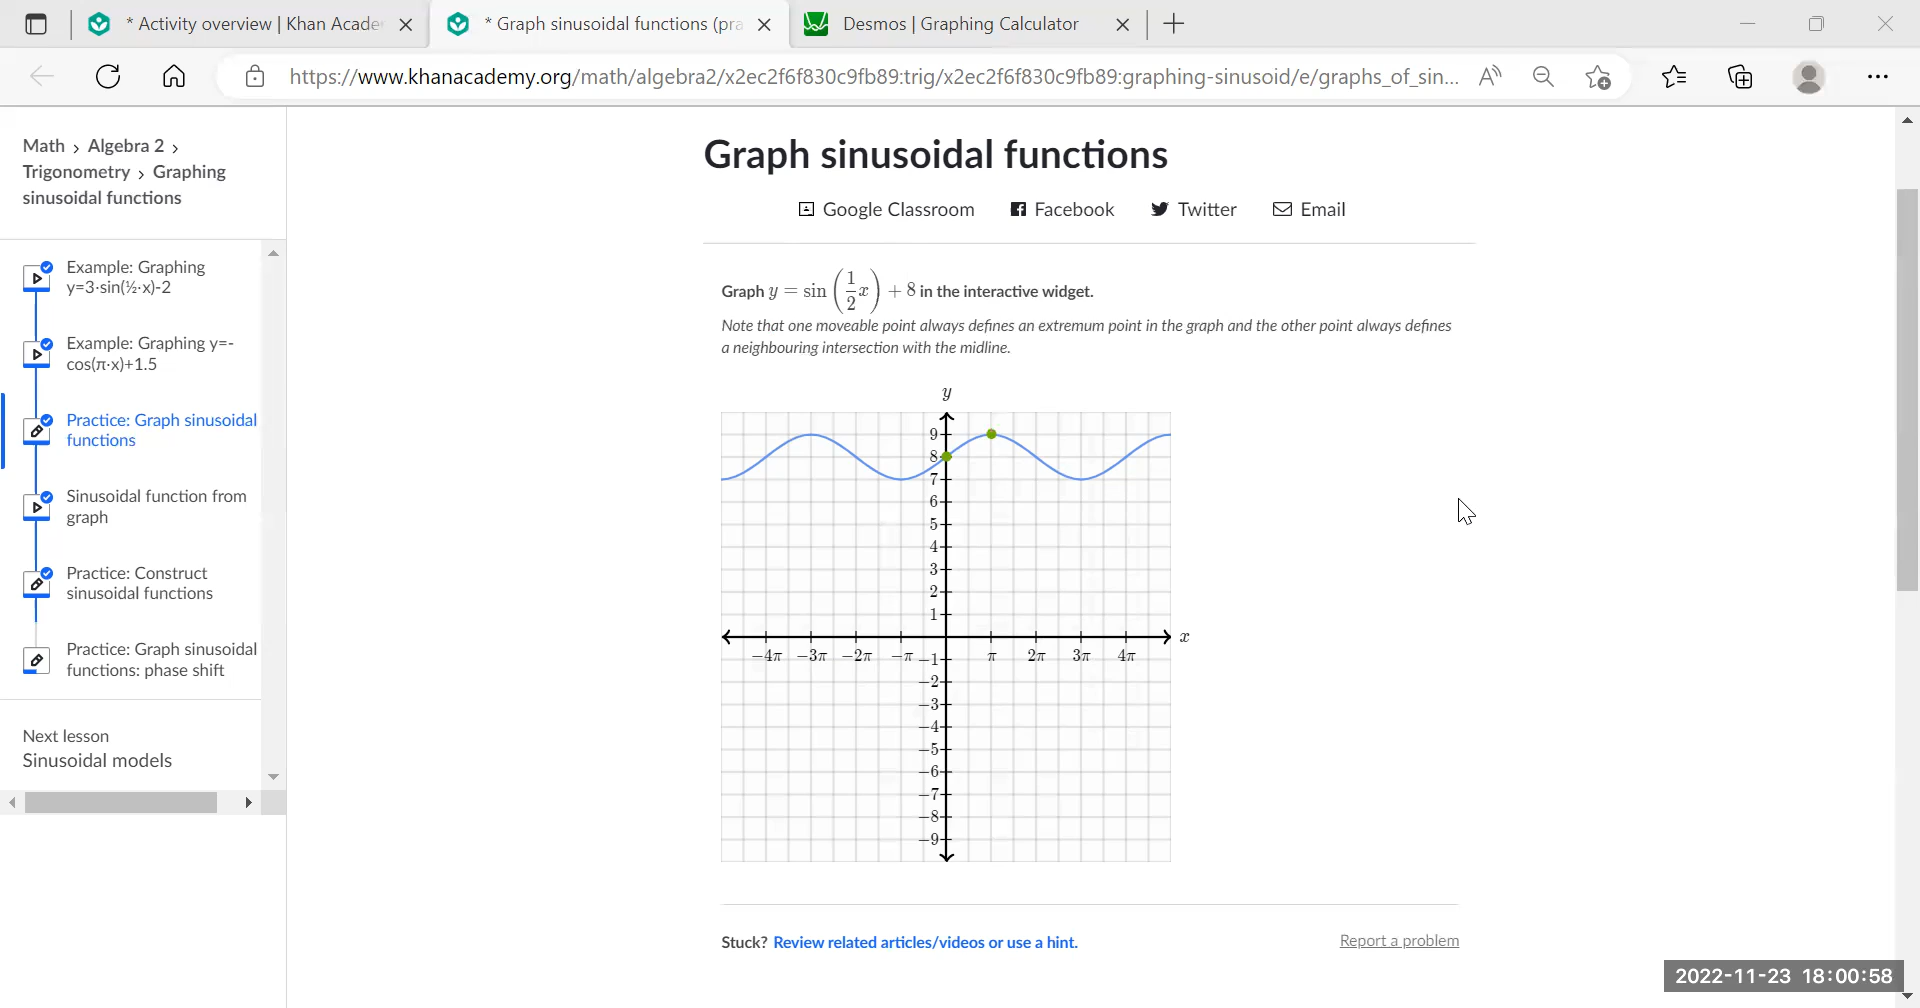 * Activity overview | Khan Acade
* Graph sinusoidal functions (pra
Desmos | Graphing Calculator
https://www.khanacademy.org/math/algebra2/x2ec2f6f830c9fb89:trig/x2ec2f6f830c9fb89:graphing-sinusoid/e/graphs_of_sin...
Math › Algebra 2 ›
Trigonometry › Graphing
sinusoidal functions
Example: Graphing
y=3·sin(½·x)-2
Example: Graphing y=-
cos(π·x)+1.5
Practice: Graph sinusoidal
functions
Sinusoidal function from
graph
Practice: Construct
sinusoidal functions
Practice: Graph sinusoidal
functions: phase shift
Next lesson
Sinusoidal models
Graph sinusoidal functions
Google Classroom
Facebook
Twitter
Email
Graph y = sin (1/2 x) + 8 in the interactive widget.
Note that one moveable point always defines an extremum point in the graph and the other point always defines
a neighbouring intersection with the midline.
y
9
8
7
6
5
4
3
2
1
x
−4π −3π −2π −π π 2π 3π 4π
−1
−2
−3
−4
−5
−6
−7
−8
−9
Stuck? Review related articles/videos or use a hint.
Report a problem
2022-11-23 18:00:58